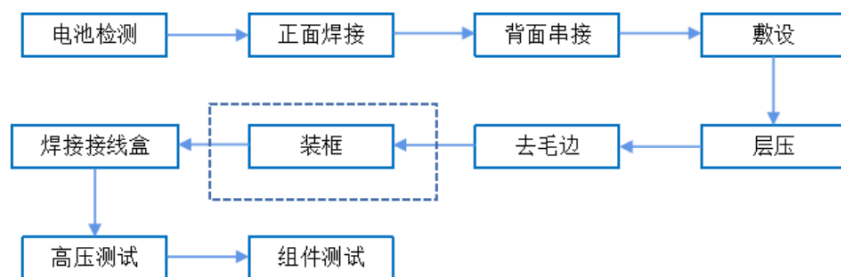 电池检测
正面焊接
背面串接
敷设
层压
去毛边
装框
焊接接线盒
高压测试
组件测试